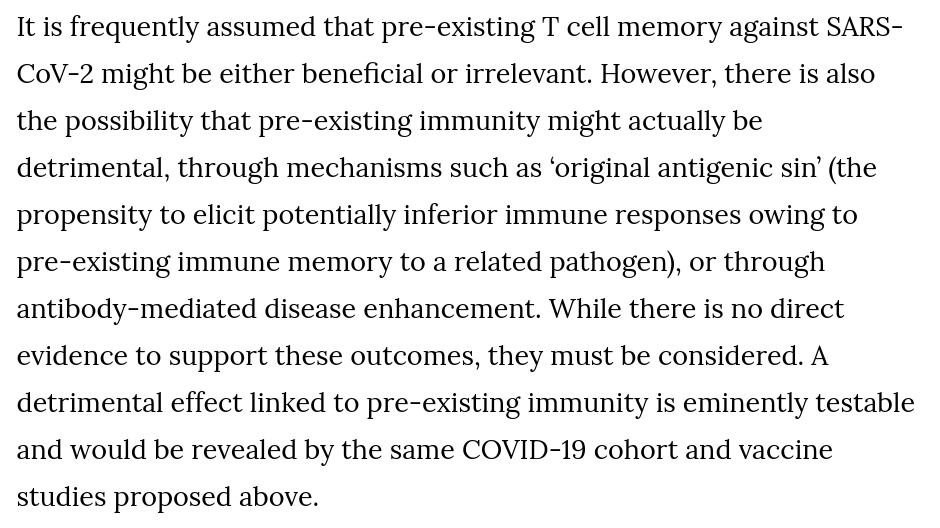 It is frequently assumed that pre-existing T cell memory against SARS-
CoV-2 might be either beneficial or irrelevant. However, there is also
the possibility that pre-existing immunity might actually be
detrimental, through mechanisms such as ‘original antigenic sin’ (the
propensity to elicit potentially inferior immune responses owing to
pre-existing immune memory to a related pathogen), or through
antibody-mediated disease enhancement. While there is no direct
evidence to support these outcomes, they must be considered. A
detrimental effect linked to pre-existing immunity is eminently testable
and would be revealed by the same COVID-19 cohort and vaccine
studies proposed above.